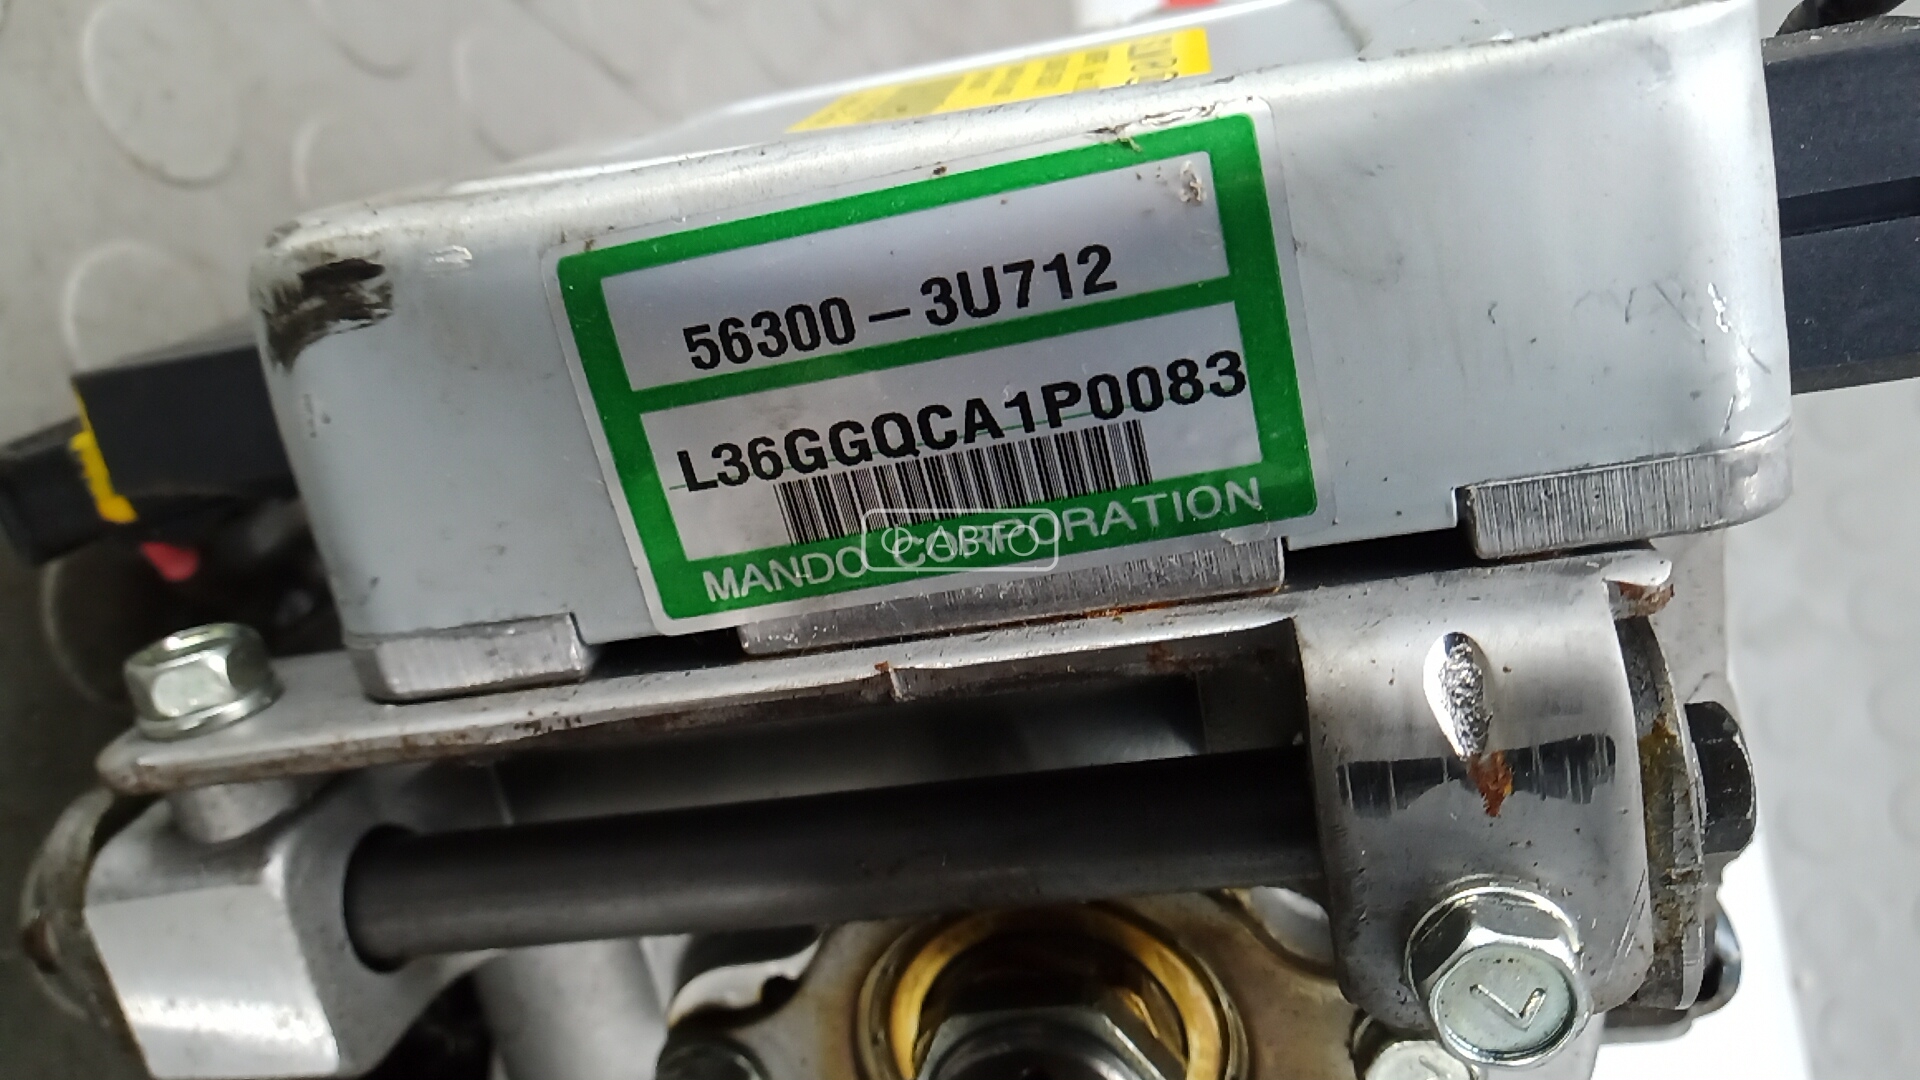 56300-3U712
L36GGQCA1P0083
MANDO CORPORATION